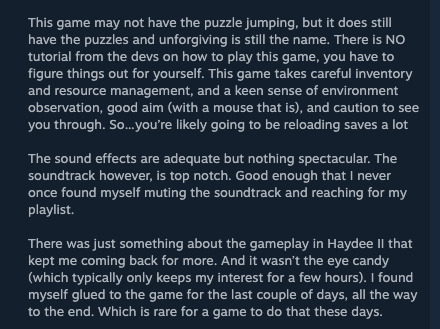 This game may not have the puzzle jumping, but it does still
have the puzzles and unforgiving is still the name. There is NO
tutorial from the devs on how to play this game, you have to
figure things out for yourself. This game takes careful inventory
and resource management, and a keen sense of environment
observation, good aim (with a mouse that is), and caution to see
you through. So...you're likely going to be reloading saves a lot
The sound effects are adequate but nothing spectacular. The
soundtrack however, is top notch. Good enough that I never
once found myself muting the soundtrack and reaching for my
playlist.
There was just something about the gameplay in Haydee II that
kept me coming back for more. And it wasn't the eye candy
(which typically only keeps my interest for a few hours). I found
myself glued to the game for the last couple of days, all the way
to the end. Which is rare for a game to do that these days.